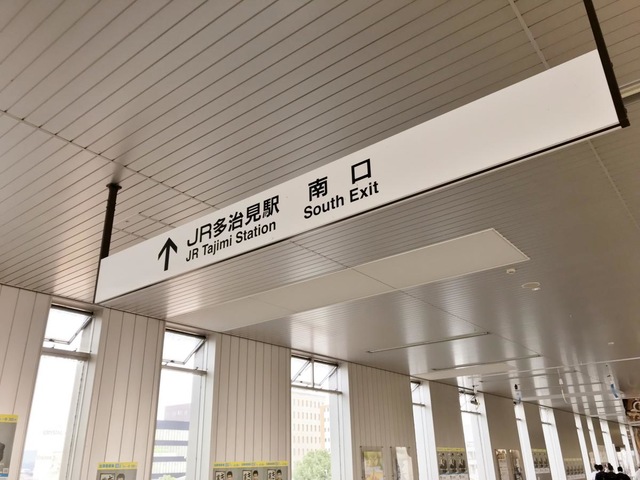 ↑ JR多治見駅 南口
JR Tajimi Station South Exit